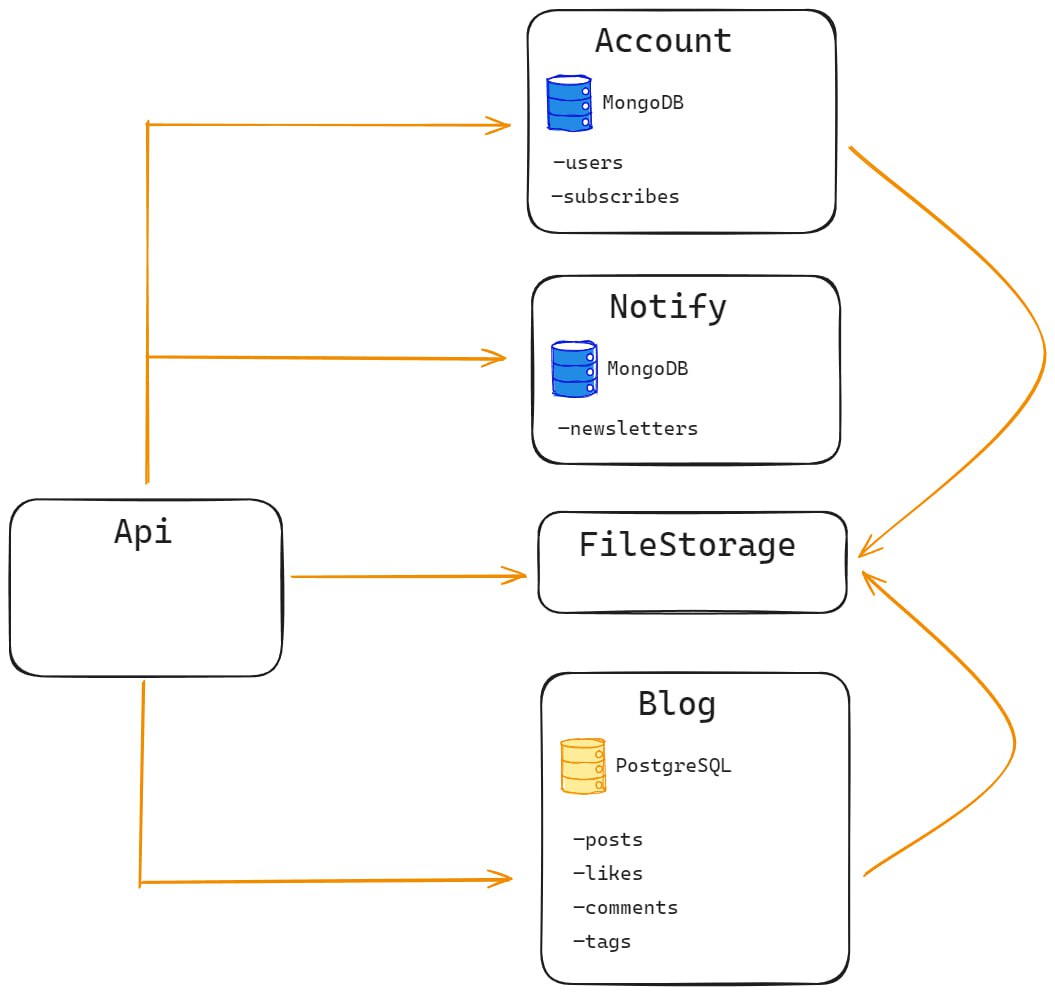 Account
MongoDB
–users
–subscribes
Notify
MongoDB
–newsletters
Api
FileStorage
Blog
PostgreSQL
–posts
–likes
–comments
–tags